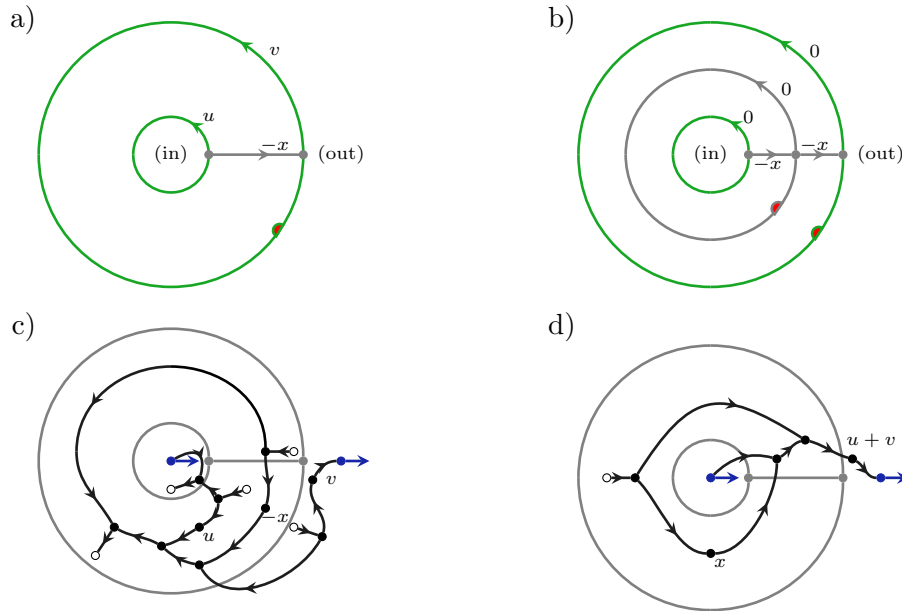 a)
v
u
(in)
−x
(out)
b)
0
0
0
(in)
−x
−x
(out)
c)
v
−x
u
d)
u + v
x